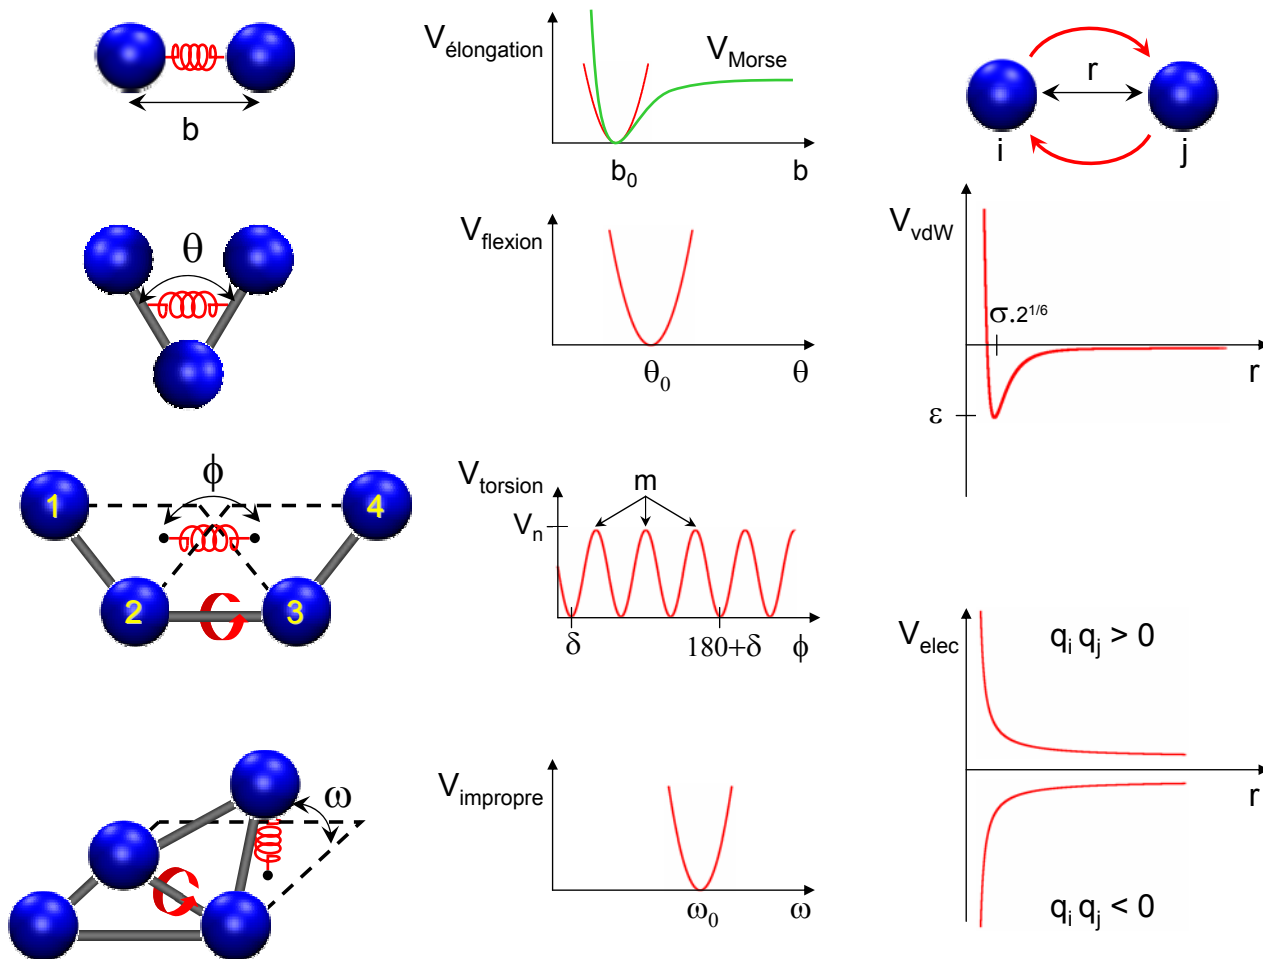 b
V_élongation
V_Morse
b_0
b
r
i
j
θ
V_flexion
θ_0
θ
V_vdW
σ.2^1/6
r
ε
1
ϕ
4
2
3
V_torsion
m
V_n
δ
180+δ
ϕ
V_elec
q_i q_j > 0
r
q_i q_j < 0
ω
V_impropre
ω_0
ω